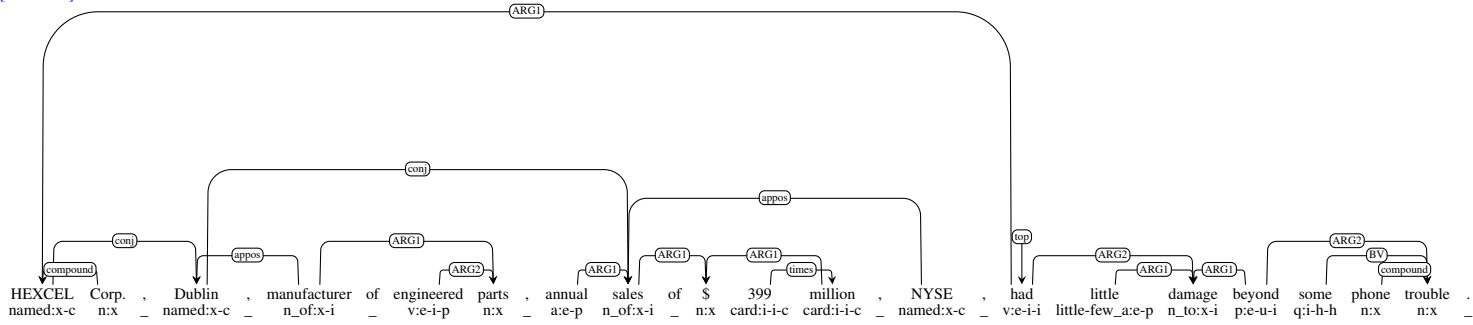 ARG1
conj
appos
top
conj ARG1 ARG2
appos ARG1 ARG1 BV
compound ARG2 ARG1 times ARG1 ARG1 compound
HEXCEL Corp. , Dublin , manufacturer of engineered parts , annual sales of $ 399 million , NYSE , had little damage beyond some phone trouble .
named:x-c n:x _ named:x-c _ n_of:x-i _ v:e-i-p n:x _ a:e-p n_of:x-i _ n:x card:i-i-c card:i-i-c _ named:x-c _ v:e-i-i little-few_a:e-p n_to:x-i p:e-u-i q:i-h-h n:x n:x _